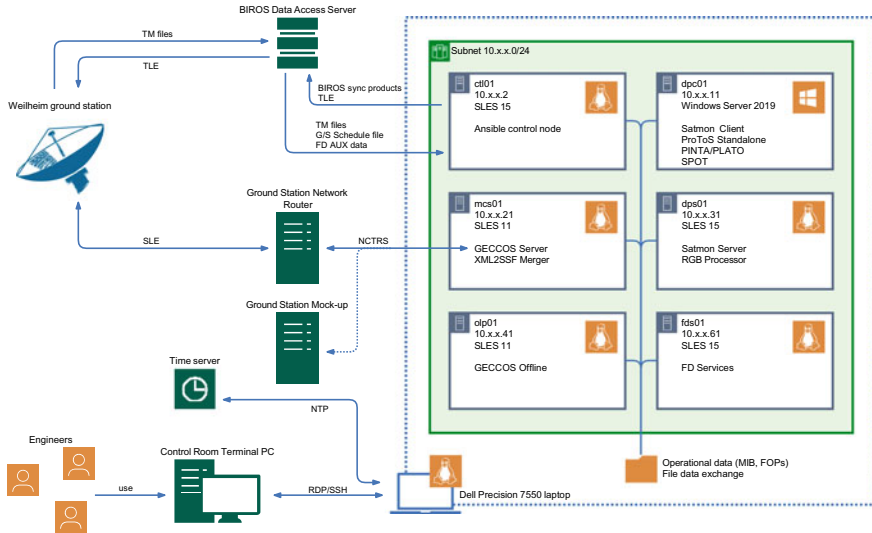 BIROS Data Access Server
TM files
TLE
Weilheim ground station
BIROS sync products
TLE
TM files
G/S Schedule file
FD AUX data
Ground Station Network
Router
SLE
NCTRS
Ground Station Mock-up
Time server
NTP
Engineers
use
Control Room Terminal PC
RDP/SSH
Dell Precision 7550 laptop
Subnet 10.x.x.0/24
ctl01
10.x.x.2
SLES 15
Ansible control node
dpc01
10.x.x.11
Windows Server 2019
Satmon Client
ProToS Standalone
PINTA/PLATO
SPOT
mcs01
10.x.x.21
SLES 11
GECCOS Server
XML2SSF Merger
dps01
10.x.x.31
SLES 15
Satmon Server
RGB Processor
olp01
10.x.x.41
SLES 11
GECCOS Offline
fds01
10.x.x.61
SLES 15
FD Services
Operational data (MIB, FOPs)
File data exchange